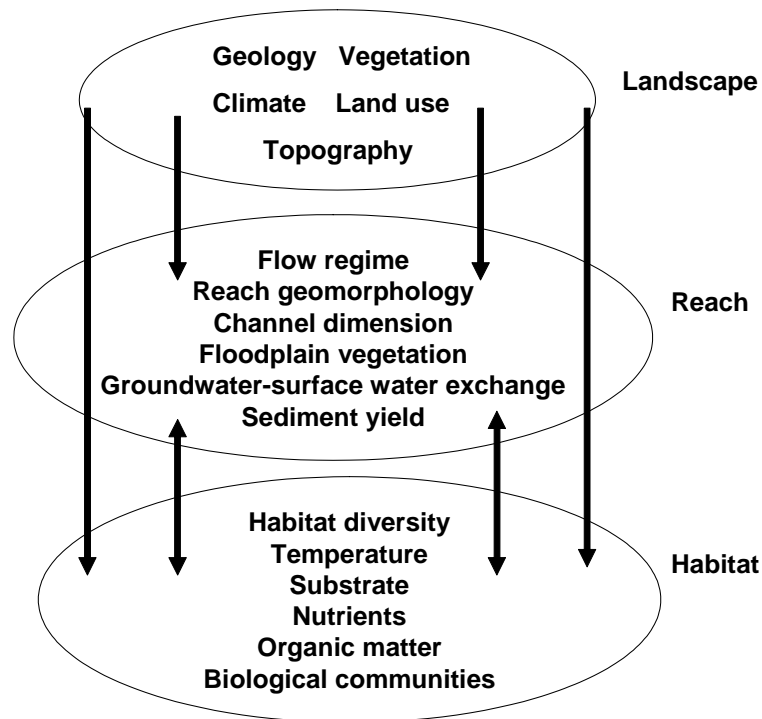 Geology Vegetation
Landscape
Climate Land use
Topography
Flow regime
Reach geomorphology
Reach
Channel dimension
Floodplain vegetation
Groundwater-surface water exchange
Sediment yield
Habitat diversity
Temperature
Habitat
Substrate
Nutrients
Organic matter
Biological communities